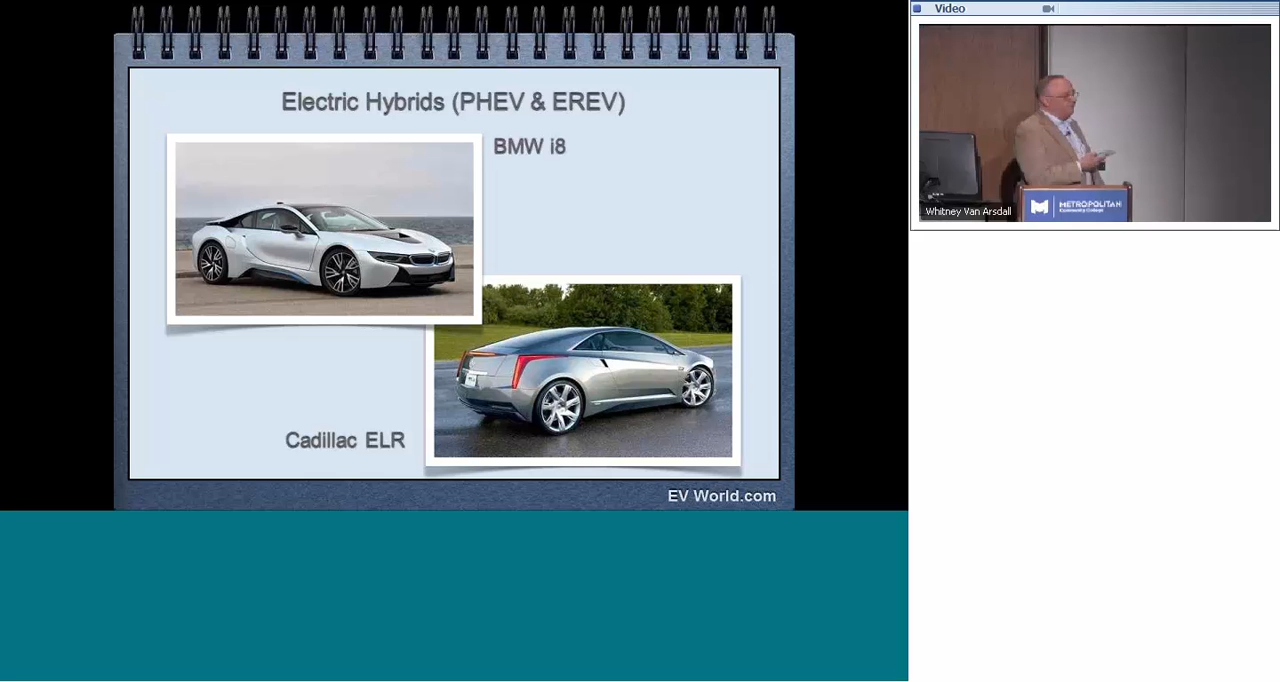 Electric Hybrids (PHEV & EREV)
BMW i8
Cadillac ELR
EV World.com
Video
Whitney Van Arsdall
METROPOLITAN
Community College